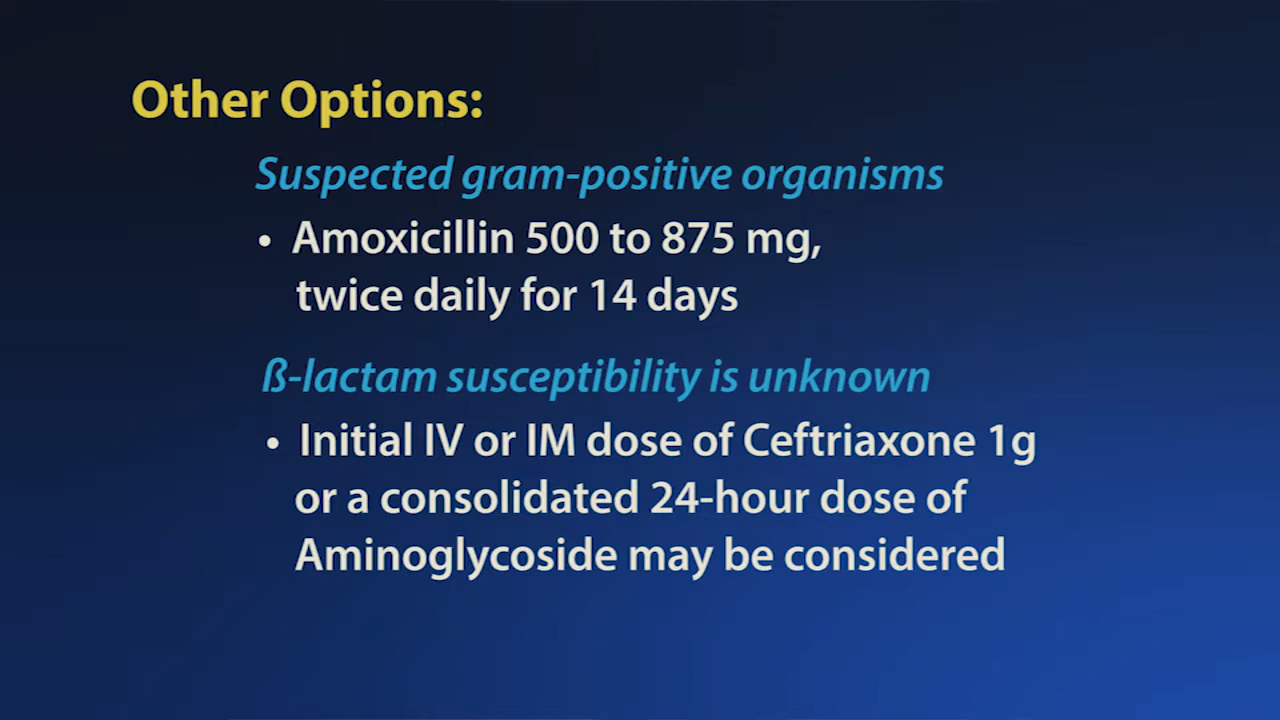 Other Options:
Suspected gram-positive organisms
• Amoxicillin 500 to 875 mg,
twice daily for 14 days
ß-lactam susceptibility is unknown
• Initial IV or IM dose of Ceftriaxone 1g
or a consolidated 24-hour dose of
Aminoglycoside may be considered